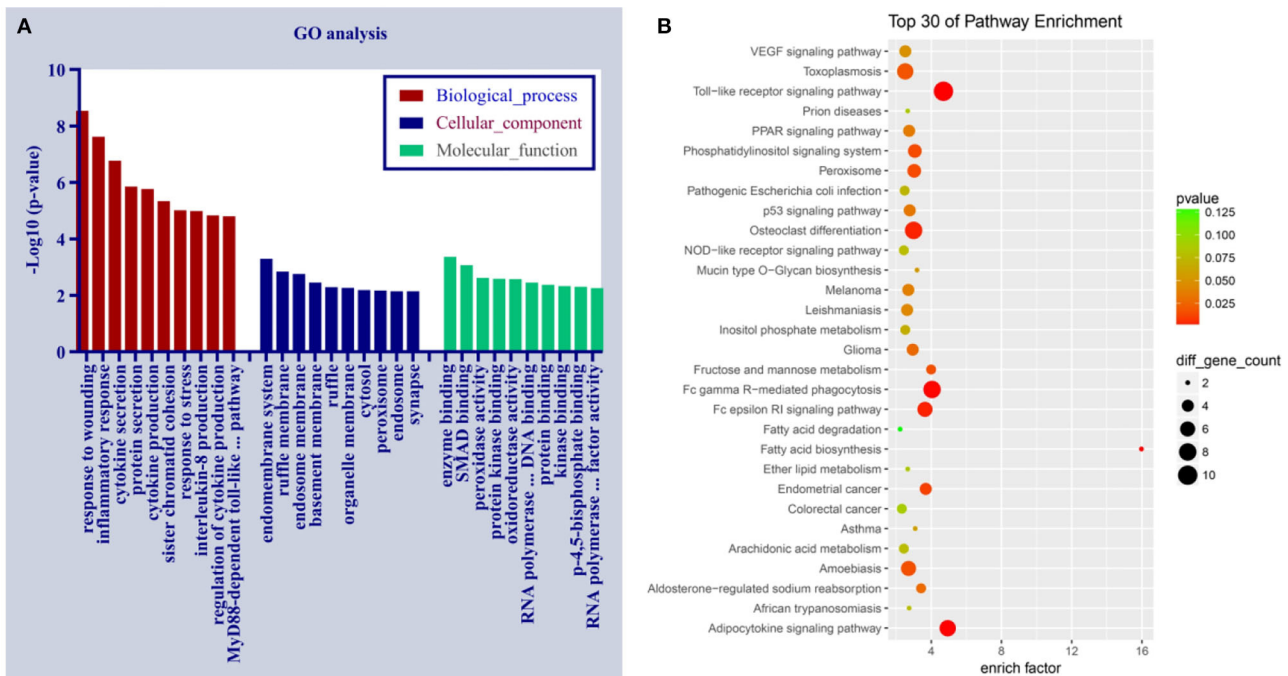 A
GO analysis
10
8
6
4
2
0
-Log10 (p-value)
Biological_process
Cellular_component
Molecular_function
response to wounding
inflammatory response
cytokine secretion
protein secretion
cytokine production
sister chromatid cohesion
response to stress
interleukin-8 production
regulation of cytokine production
MyD88-dependent toll-like ... pathway
endomembrane system
ruffle membrane
endosome membrane
basement membrane
ruffle
organelle membrane
cytosol
peroxisome
endosome
synapse
enzyme binding
SMAD binding
peroxidase activity
protein kinase binding
oxidoreductase activity
RNA polymerase ... DNA binding
protein binding
kinase binding
p-4,5-bisphosphate binding
RNA polymerase ... factor activity
B
Top 30 of Pathway Enrichment
VEGF signaling pathway
Toxoplasmosis
Toll−like receptor signaling pathway
Prion diseases
PPAR signaling pathway
Phosphatidylinositol signaling system
Peroxisome
Pathogenic Escherichia coli infection
p53 signaling pathway
Osteoclast differentiation
NOD−like receptor signaling pathway
Mucin type O−Glycan biosynthesis
Melanoma
Leishmaniasis
Inositol phosphate metabolism
Glioma
Fructose and mannose metabolism
Fc gamma R−mediated phagocytosis
Fc epsilon RI signaling pathway
Fatty acid degradation
Fatty acid biosynthesis
Ether lipid metabolism
Endometrial cancer
Colorectal cancer
Asthma
Arachidonic acid metabolism
Amoebiasis
Aldosterone−regulated sodium reabsorption
African trypanosomiasis
Adipocytokine signaling pathway
4 8 12 16
enrich factor
pvalue
0.125
0.100
0.075
0.050
0.025
diff_gene_count
2
4
6
8
10